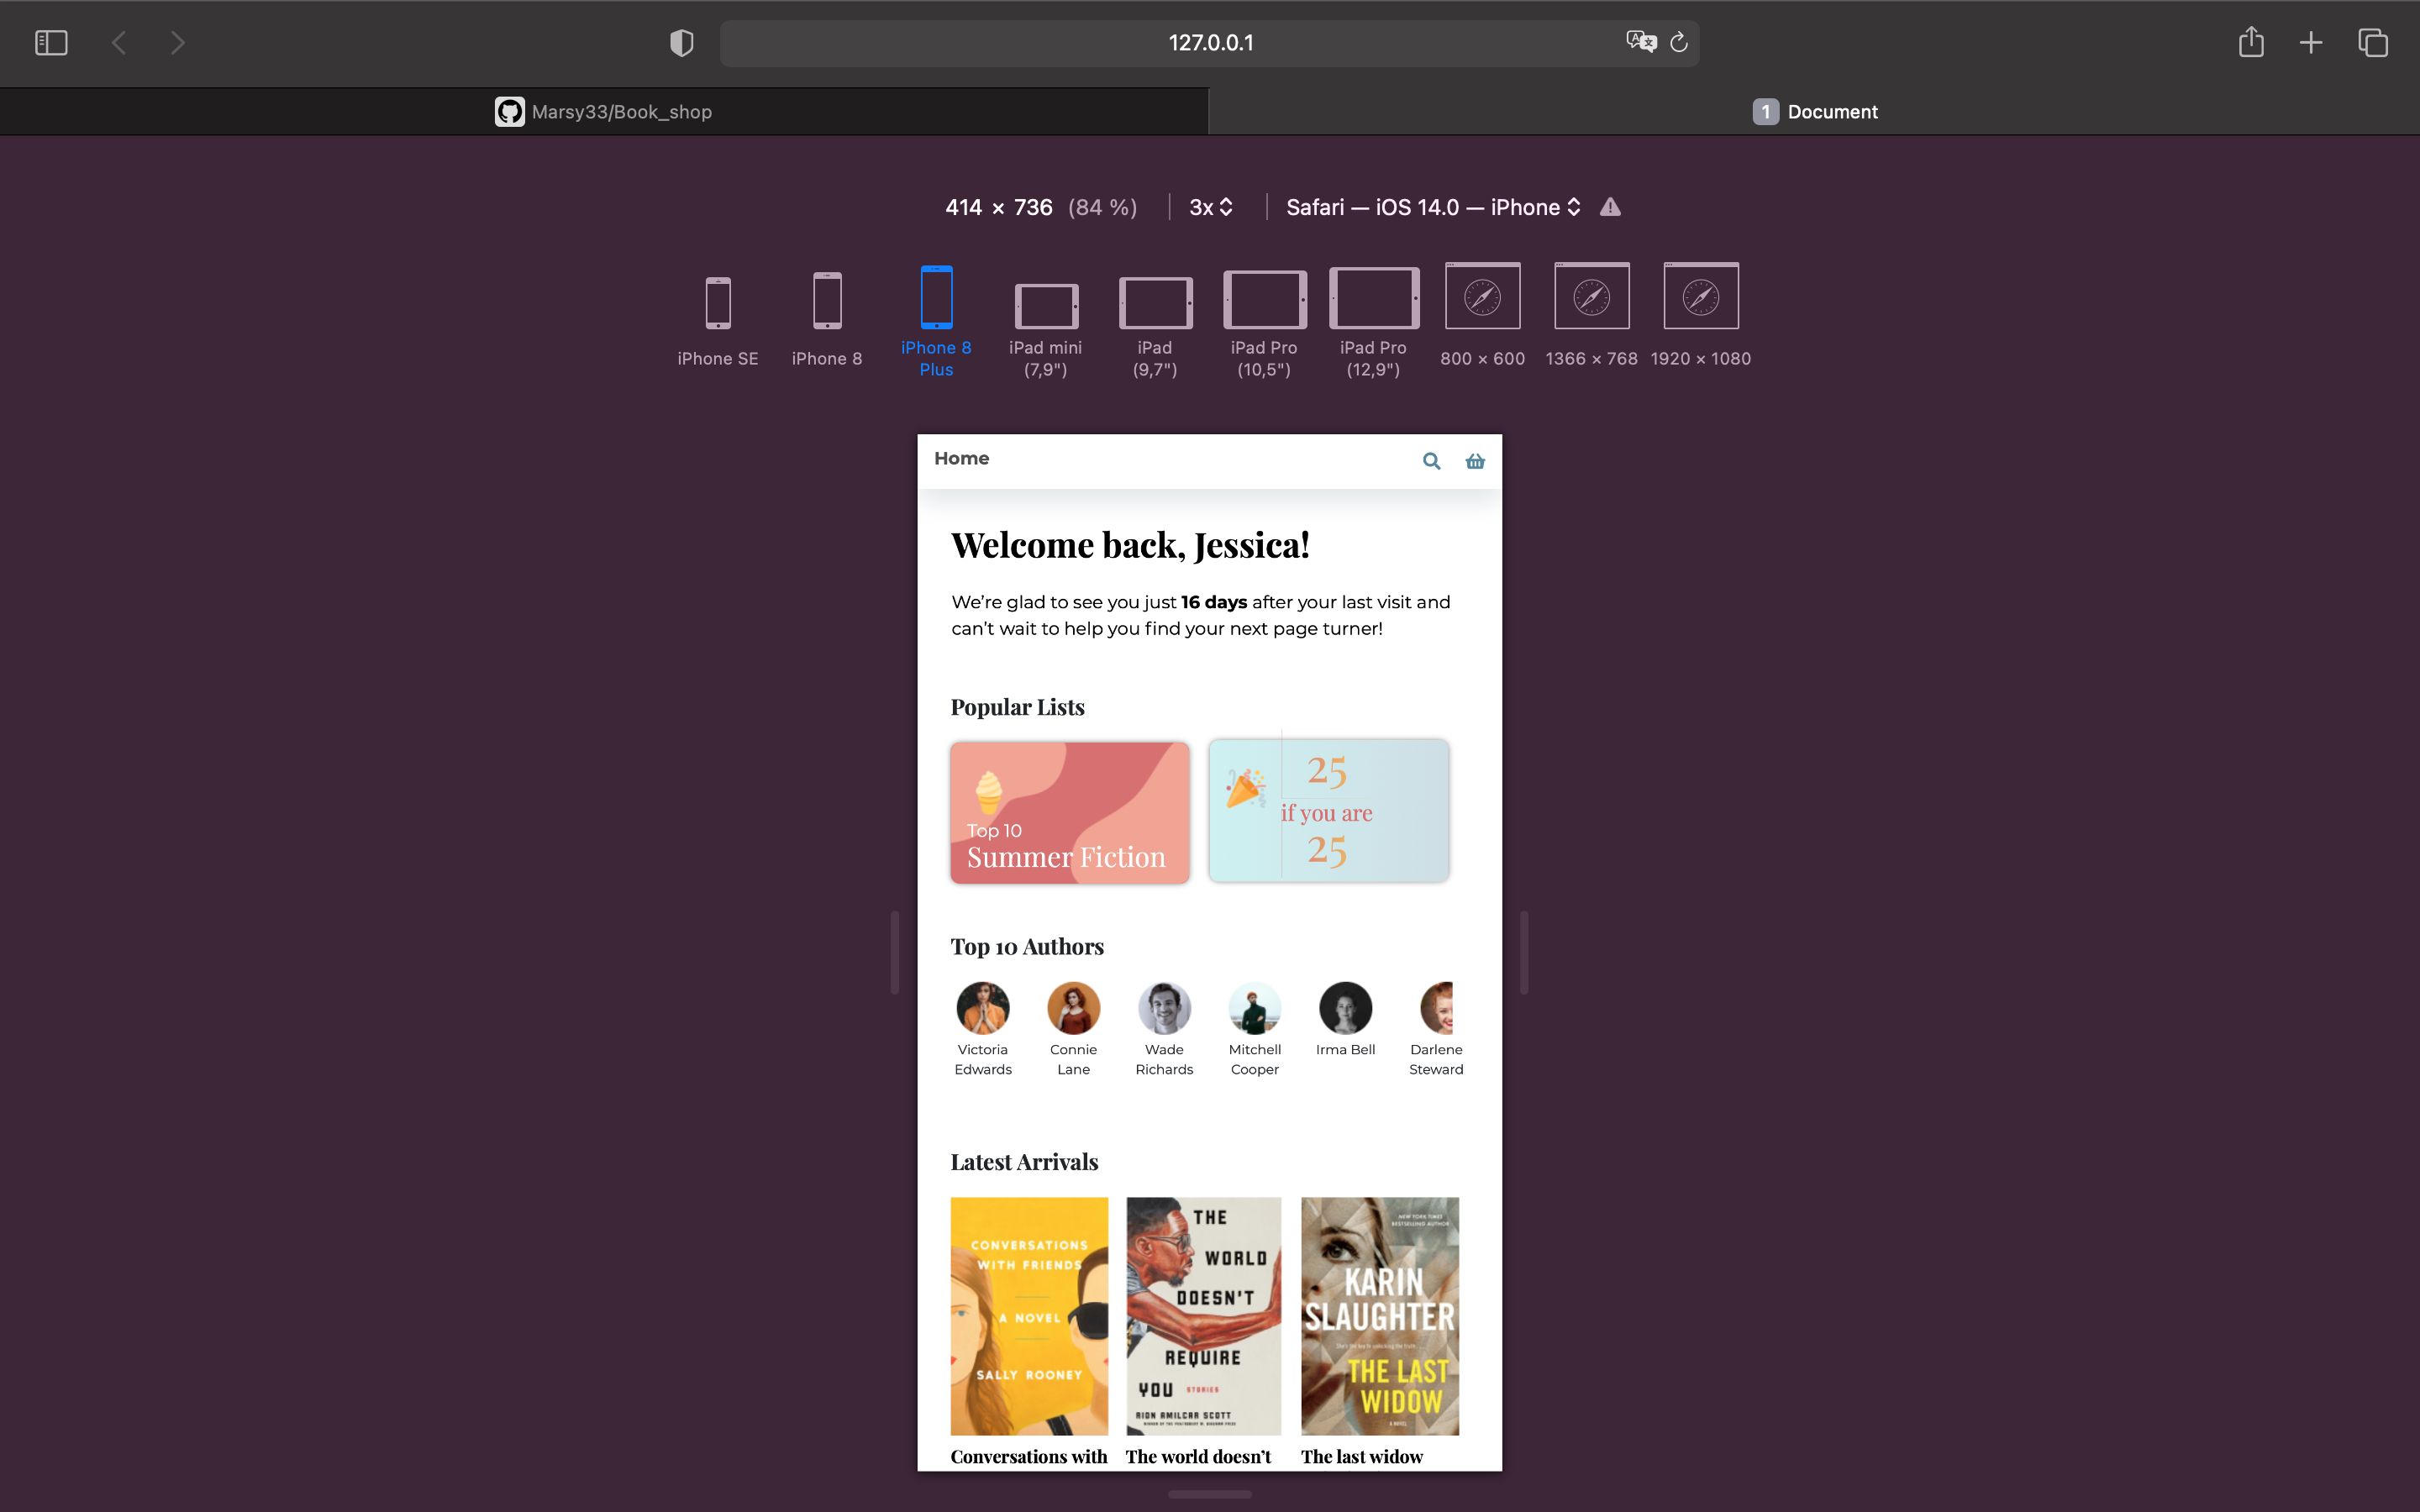 127.0.0.1
Marsy33/Book_shop
1 Document
414 × 736 (84 %) 3x Safari — iOS 14.0 — iPhone
iPhone SE
iPhone 8
iPhone 8
Plus
iPad mini
(7,9")
iPad
(9,7")
iPad Pro
(10,5")
iPad Pro
(12,9")
800 × 600
1366 × 768
1920 × 1080
Home
Welcome back, Jessica!
We’re glad to see you just 16 days after your last visit and
can’t wait to help you find your next page turner!
Popular Lists
Top 10
Summer Fiction
25
if you are
25
Top 10 Authors
Victoria
Edwards
Connie
Lane
Wade
Richards
Mitchell
Cooper
Irma Bell
Darlene
Steward
Latest Arrivals
CONVERSATIONS
WITH FRIENDS
A NOVEL
SALLY ROONEY
THE
WORLD
DOESN'T
REQUIRE
YOU STORIES
RION AMILCAR SCOTT
NEW YORK TIMES
BESTSELLING AUTHOR
KARIN
SLAUGHTER
THE LAST
WIDOW
A NOVEL
Conversations with
The world doesn’t
The last widow